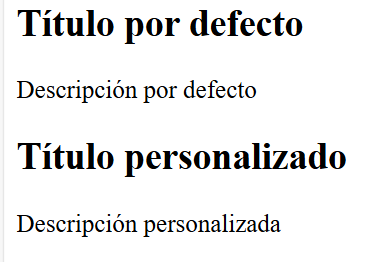 Título por defecto
Descripción por defecto
Título personalizado
Descripción personalizada